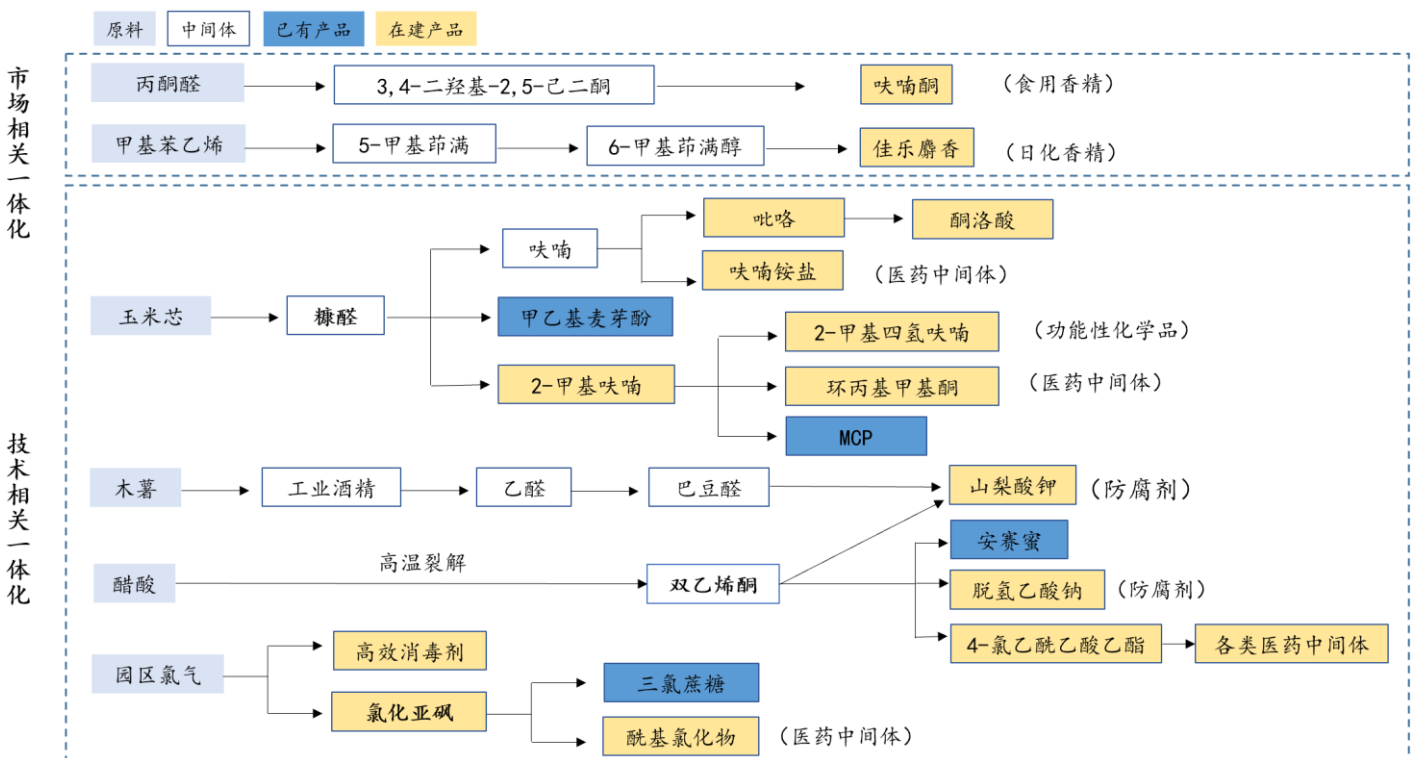 原料
中间体
已有产品
在建产品
市场相关一体化
丙酮醛
3,4-二羟基-2,5-己二酮
呋喃酮
(食用香精)
甲基苯乙烯
5-甲基茚满
6-甲基茚满醇
佳乐麝香
(日化香精)
技术相关一体化
玉米芯
糠醛
呋喃
吡咯
酮洛酸
呋喃铵盐
(医药中间体)
甲乙基麦芽酚
2-甲基呋喃
2-甲基四氢呋喃
(功能性化学品)
环丙基甲基酮
(医药中间体)
MCP
木薯
工业酒精
乙醛
巴豆醛
山梨酸钾
(防腐剂)
醋酸
高温裂解
双乙烯酮
安赛蜜
脱氢乙酸钠
(防腐剂)
4-氯乙酰乙酸乙酯
各类医药中间体
园区氯气
高效消毒剂
氯化亚砜
三氯蔗糖
酰基氯化物
(医药中间体)